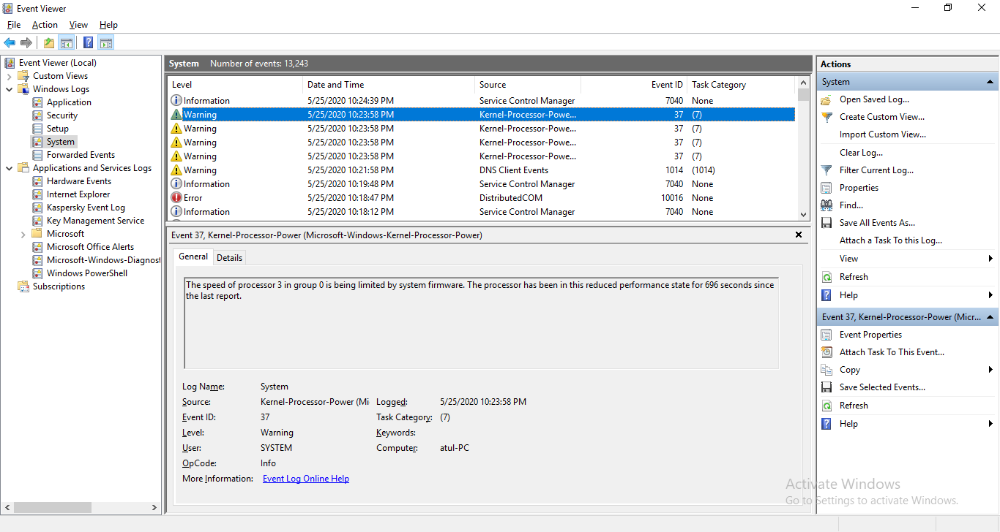 Event Viewer
File Action View Help
Event Viewer (Local)
Custom Views
Windows Logs
Application
Security
Setup
System
Forwarded Events
Applications and Services Logs
Hardware Events
Internet Explorer
Kaspersky Event Log
Key Management Service
Microsoft
Microsoft Office Alerts
Microsoft-Windows-Diagnost
Windows PowerShell
Subscriptions
System Number of events: 13,243
Level Date and Time Source Event ID Task Category
Information 5/25/2020 10:24:39 PM Service Control Manager 7040 None
Warning 5/25/2020 10:23:58 PM Kernel-Processor-Powe... 37 (7)
Warning 5/25/2020 10:23:58 PM Kernel-Processor-Powe... 37 (7)
Warning 5/25/2020 10:23:58 PM Kernel-Processor-Powe... 37 (7)
Warning 5/25/2020 10:23:58 PM Kernel-Processor-Powe... 37 (7)
Warning 5/25/2020 10:21:58 PM DNS Client Events 1014 (1014)
Information 5/25/2020 10:19:48 PM Service Control Manager 7040 None
Error 5/25/2020 10:18:47 PM DistributedCOM 10016 None
Information 5/25/2020 10:18:12 PM Service Control Manager 7040 None
Event 37, Kernel-Processor-Power (Microsoft-Windows-Kernel-Processor-Power)
General Details
The speed of processor 3 in group 0 is being limited by system firmware. The processor has been in this reduced performance state for 696 seconds since
the last report.
Log Name: System
Source: Kernel-Processor-Power (Mi Logged: 5/25/2020 10:23:58 PM
Event ID: 37 Task Category: (7)
Level: Warning Keywords:
User: SYSTEM Computer: atul-PC
OpCode: Info
More Information: Event Log Online Help
Actions
System
Open Saved Log...
Create Custom View...
Import Custom View...
Clear Log...
Filter Current Log...
Properties
Find...
Save All Events As...
Attach a Task To this Log...
View
Refresh
Help
Event 37, Kernel-Processor-Power (Micr...
Event Properties
Attach Task To This Event...
Copy
Save Selected Events...
Refresh
Help
Activate Windows
Go to Settings to activate Windows.